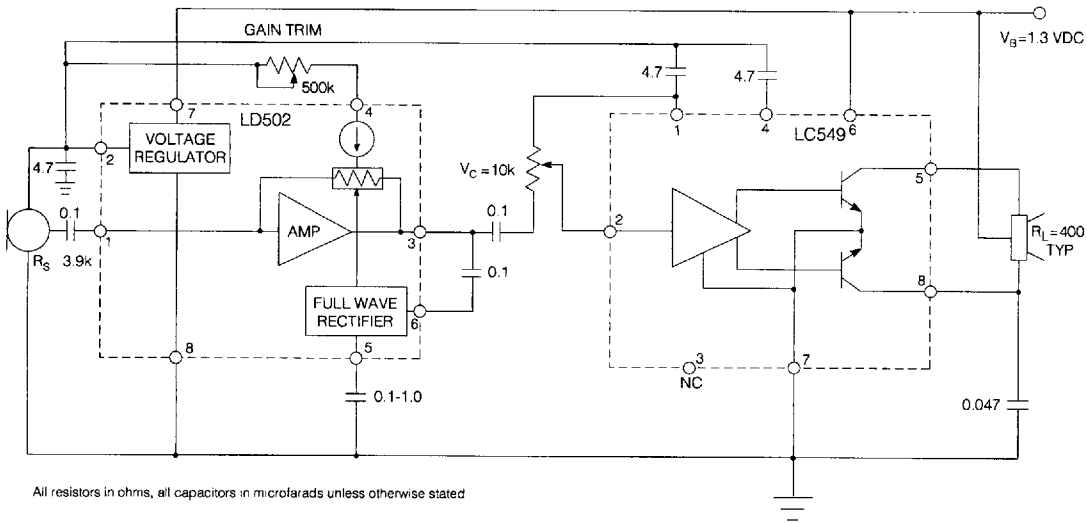 GAIN TRIM
V_B=1.3 VDC
500k
4.7
4.7
7
LD502
4
1
4
LC549
6
VOLTAGE
REGULATOR
2
4.7
V_C =10k
5
0.1
0.1
2
1
AMP
3
R_L=400
TYP
R_S
3.9k
0.1
8
FULL WAVE
RECTIFIER
6
8
5
3
NC
7
0.1-1.0
0.047
All resistors in ohms, all capacitors in microfarads unless otherwise stated